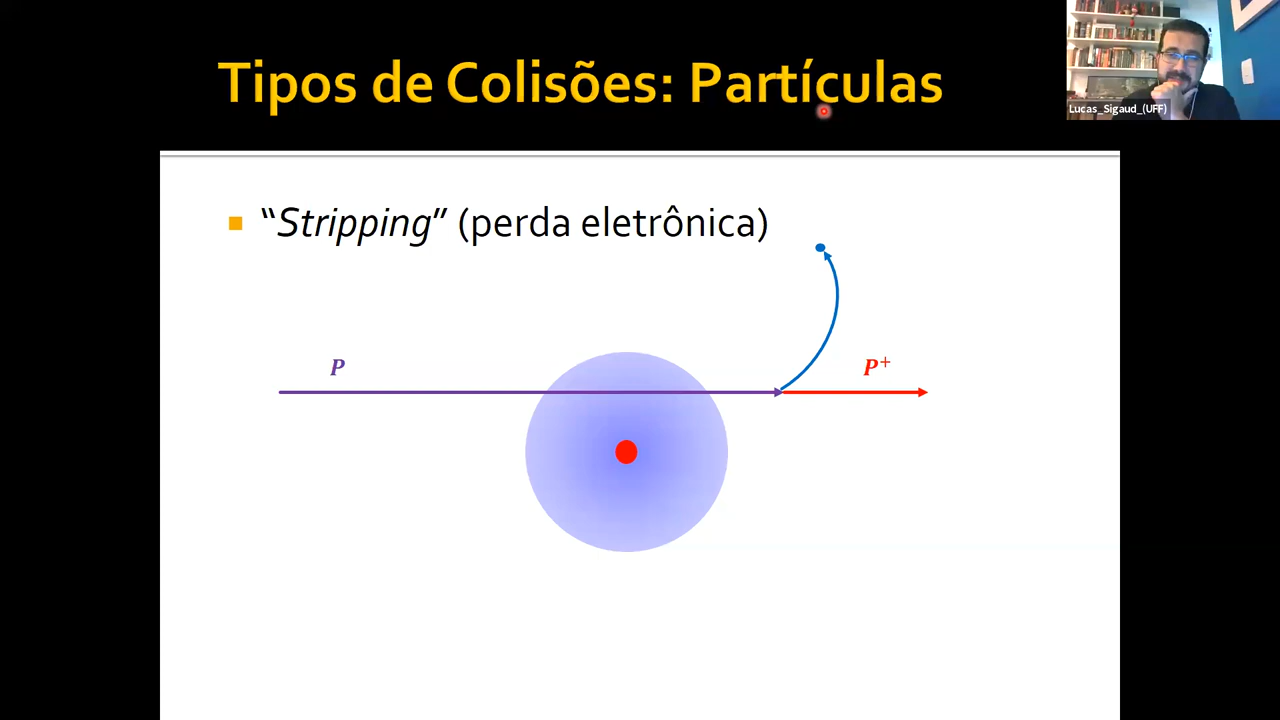 Tipos de Colisões: Partículas
Lucas_Sigaud_(UFF)
“Stripping” (perda eletrônica)
P
P⁺